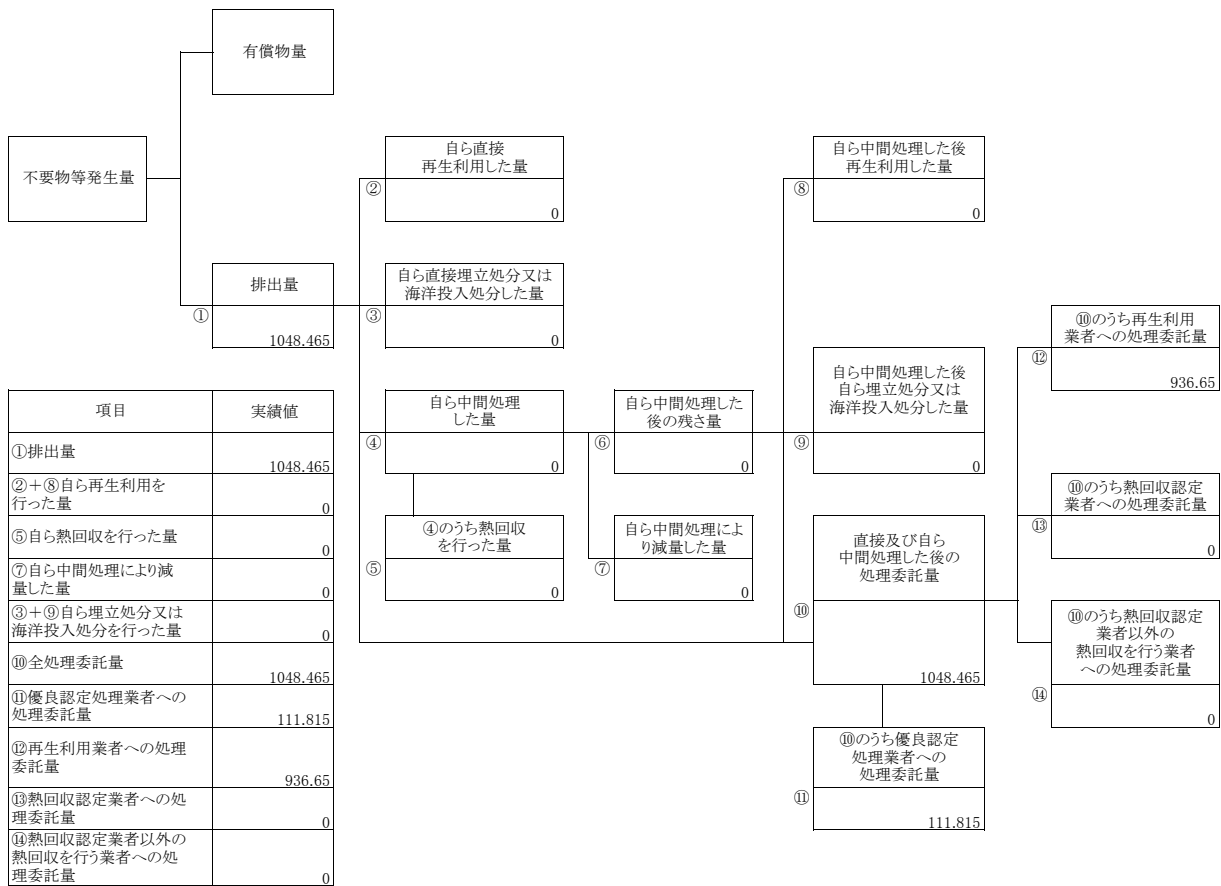 有償物量
不要物等発生量
排出量
①
1048.465
自ら直接
再生利用した量
②
0
自ら直接埋立処分又は
海洋投入処分した量
③
0
自ら中間処理
した量
④
0
④のうち熱回収
を行った量
⑤
0
自ら中間処理した
後の残さ量
⑥
0
自ら中間処理によ
り減量した量
⑦
0
自ら中間処理した後
再生利用した量
⑧
0
自ら中間処理した後
自ら埋立処分又は
海洋投入処分した量
⑨
0
直接及び自ら
中間処理した後の
処理委託量
⑩
1048.465
⑩のうち優良認定
処理業者への
処理委託量
⑪
111.815
⑩のうち再生利用
業者への処理委託量
⑫
936.65
⑩のうち熱回収認定
業者への処理委託量
⑬
0
⑩のうち熱回収認定
業者以外の
熱回収を行う業者
への処理委託量
⑭
0
項目 実績値
①排出量
1048.465
②＋⑧自ら再生利用を
行った量
0
⑤自ら熱回収を行った量
0
⑦自ら中間処理により減
量した量
0
③＋⑨自ら埋立処分又は
海洋投入処分を行った量
0
⑩全処理委託量
1048.465
⑪優良認定処理業者への
処理委託量
111.815
⑫再生利用業者への処理
委託量
936.65
⑬熱回収認定業者への処
理委託量
0
⑭熱回収認定業者以外の
熱回収を行う業者への処
理委託量
0